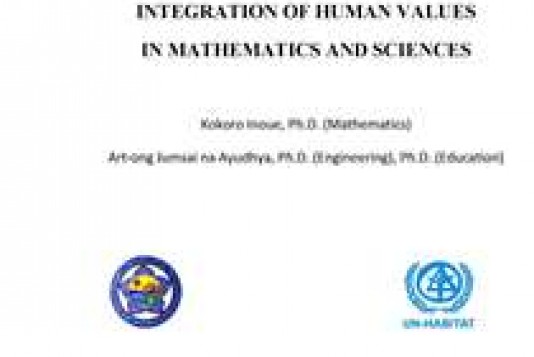 INTEGRATION OF HUMAN VALUES
IN MATHEMATICS AND SCIENCES
Kokoro Inoue, Ph.D. (Mathematics)
Art-ong Jumsai na Ayudhya, Ph.D. (Engineering), Ph.D. (Education)
UN-HABITAT